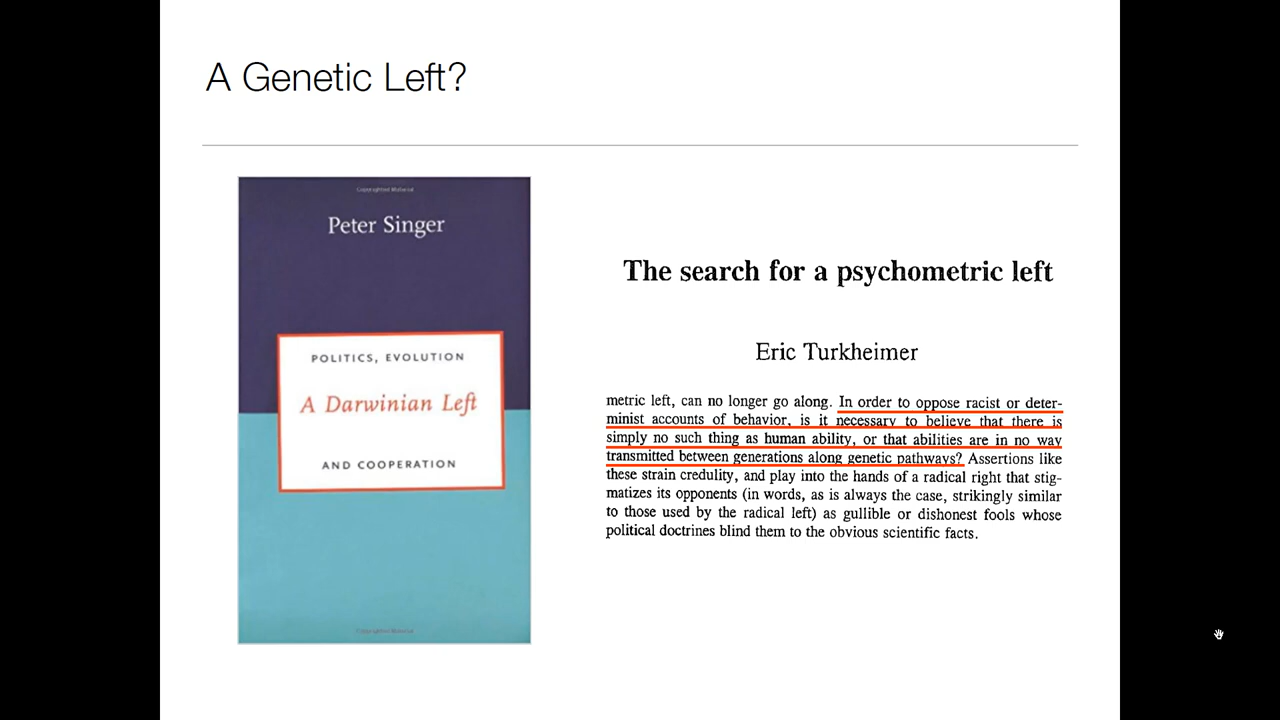 A Genetic Left?
Copyrighted Material
Peter Singer
POLITICS, EVOLUTION
A Darwinian Left
AND COOPERATION
Copyrighted Material
The search for a psychometric left
Eric Turkheimer
metric left, can no longer go along. In order to oppose racist or deter-
minist accounts of behavior, is it necessary to believe that there is
simply no such thing as human ability, or that abilities are in no way
transmitted between generations along genetic pathways? Assertions like
these strain credulity, and play into the hands of a radical right that stig-
matizes its opponents (in words, as is always the case, strikingly similar
to those used by the radical left) as gullible or dishonest fools whose
political doctrines blind them to the obvious scientific facts.